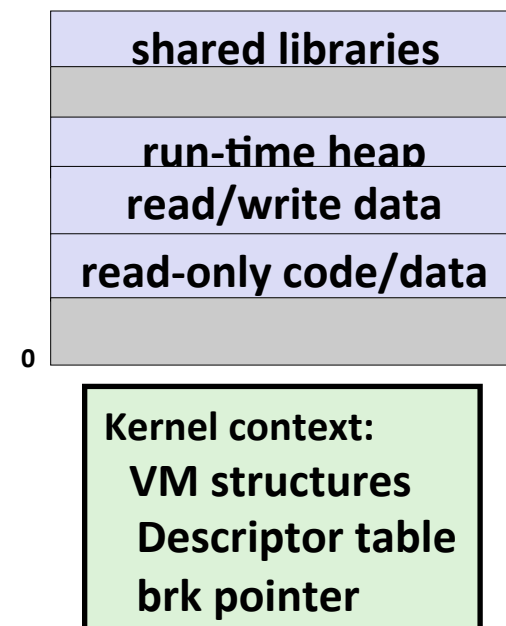 shared libraries
run-time heap
read/write data
read-only code/data
0
Kernel context:
VM structures
Descriptor table
brk pointer